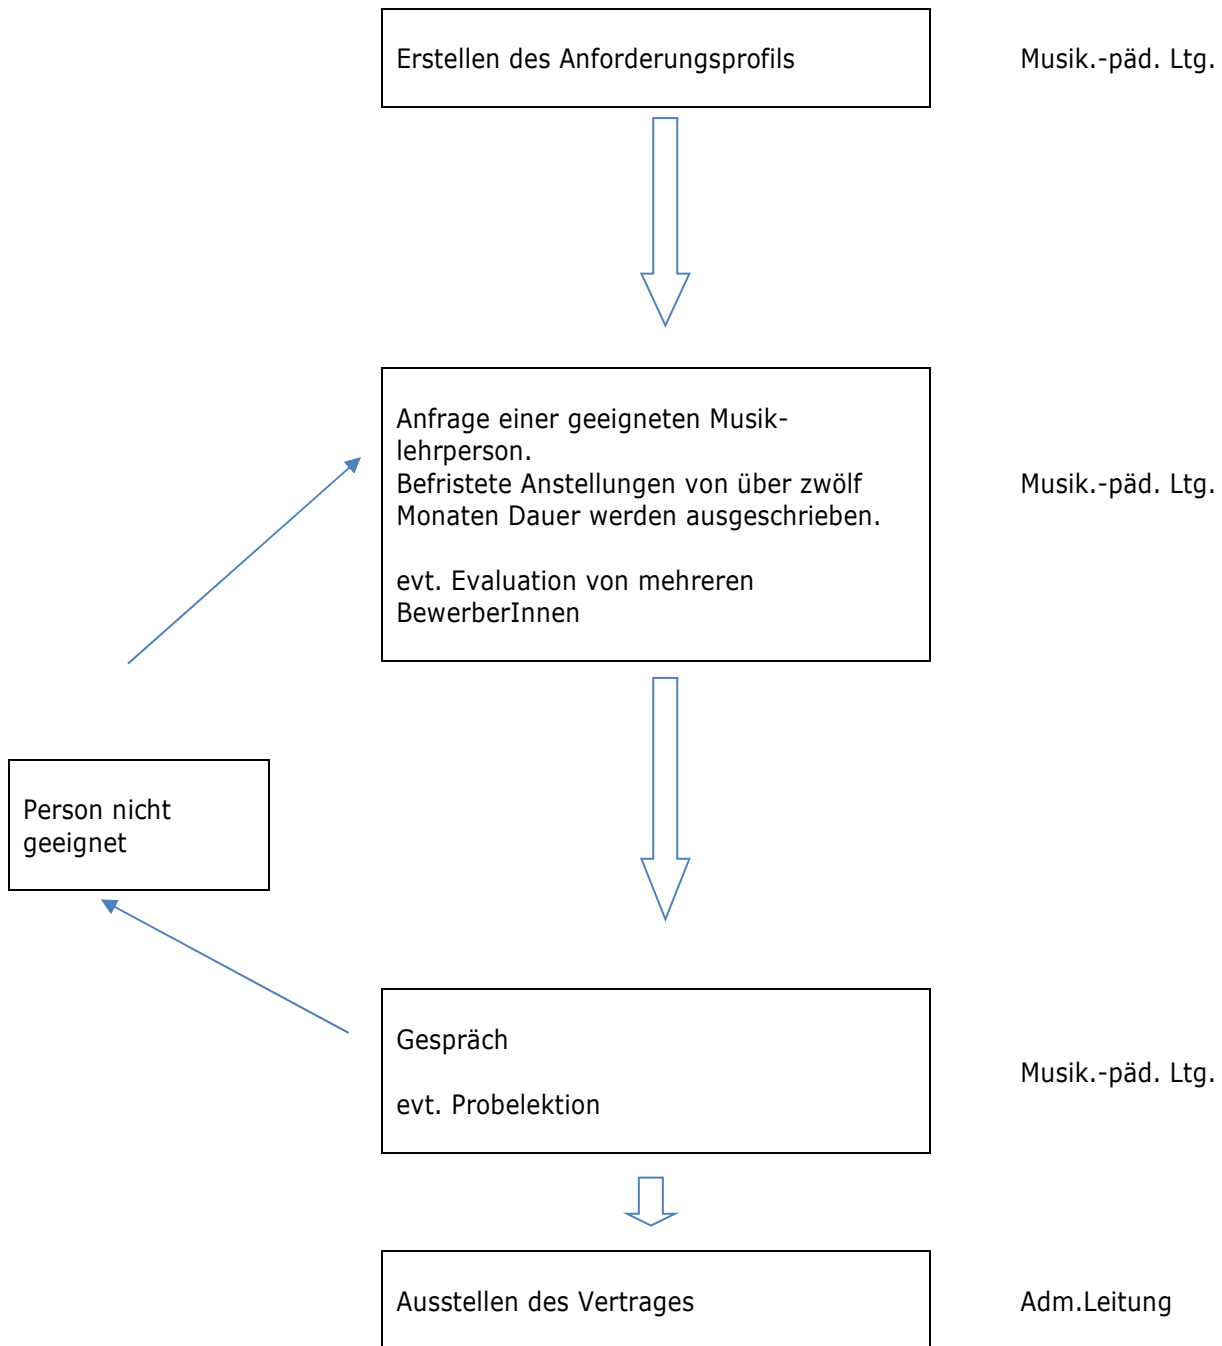 Erstellen des Anforderungsprofils
Musik.-päd. Ltg.
Anfrage einer geeigneten Musik-
lehrperson.
Befristete Anstellungen von über zwölf
Monaten Dauer werden ausgeschrieben.
evt. Evaluation von mehreren
BewerberInnen
Musik.-päd. Ltg.
Person nicht
geeignet
Gespräch
evt. Probelektion
Musik.-päd. Ltg.
Ausstellen des Vertrages
Adm.Leitung